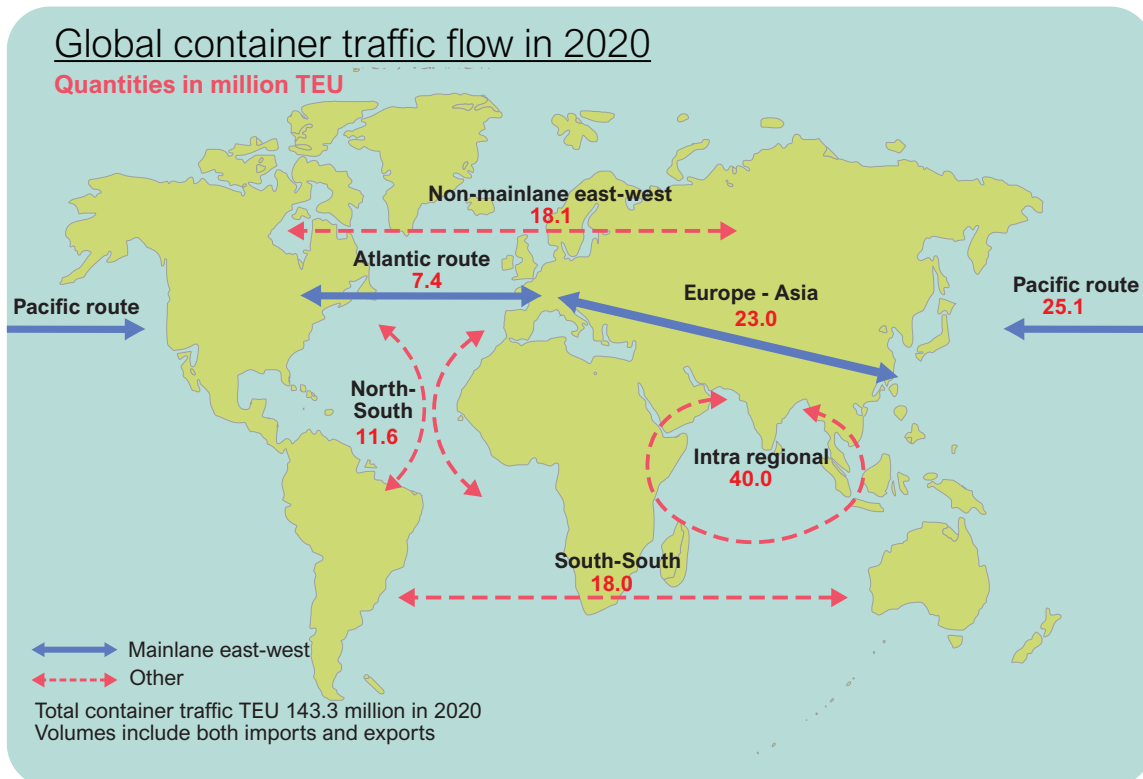 Global container traffic flow in 2020
Quantities in million TEU
Non-mainlane east-west
18.1
Atlantic route
7.4
Pacific route
Europe - Asia
23.0
Pacific route
25.1
North-
South
11.6
Intra regional
40.0
South-South
18.0
Mainlane east-west
Other
Total container traffic TEU 143.3 million in 2020
Volumes include both imports and exports